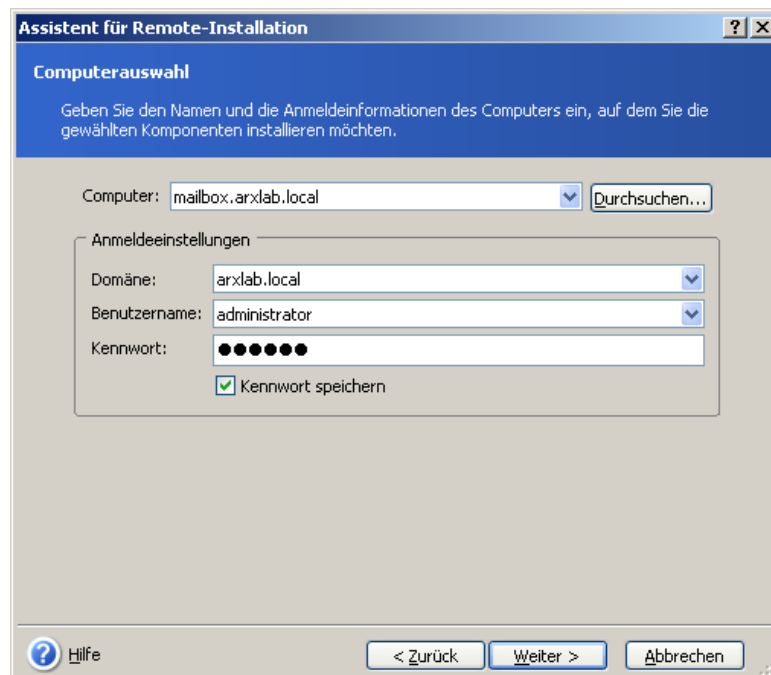 Assistent für Remote-Installation
Computerauswahl
Geben Sie den Namen und die Anmeldeinformationen des Computers ein, auf dem Sie die
gewählten Komponenten installieren möchten.
Computer: mailbox.arxlab.local Durchsuchen...
Anmeldeeinstellungen
Domäne: arxlab.local
Benutzername: administrator
Kennwort: ●●●●●●
Kennwort speichern
Hilfe < Zurück Weiter > Abbrechen